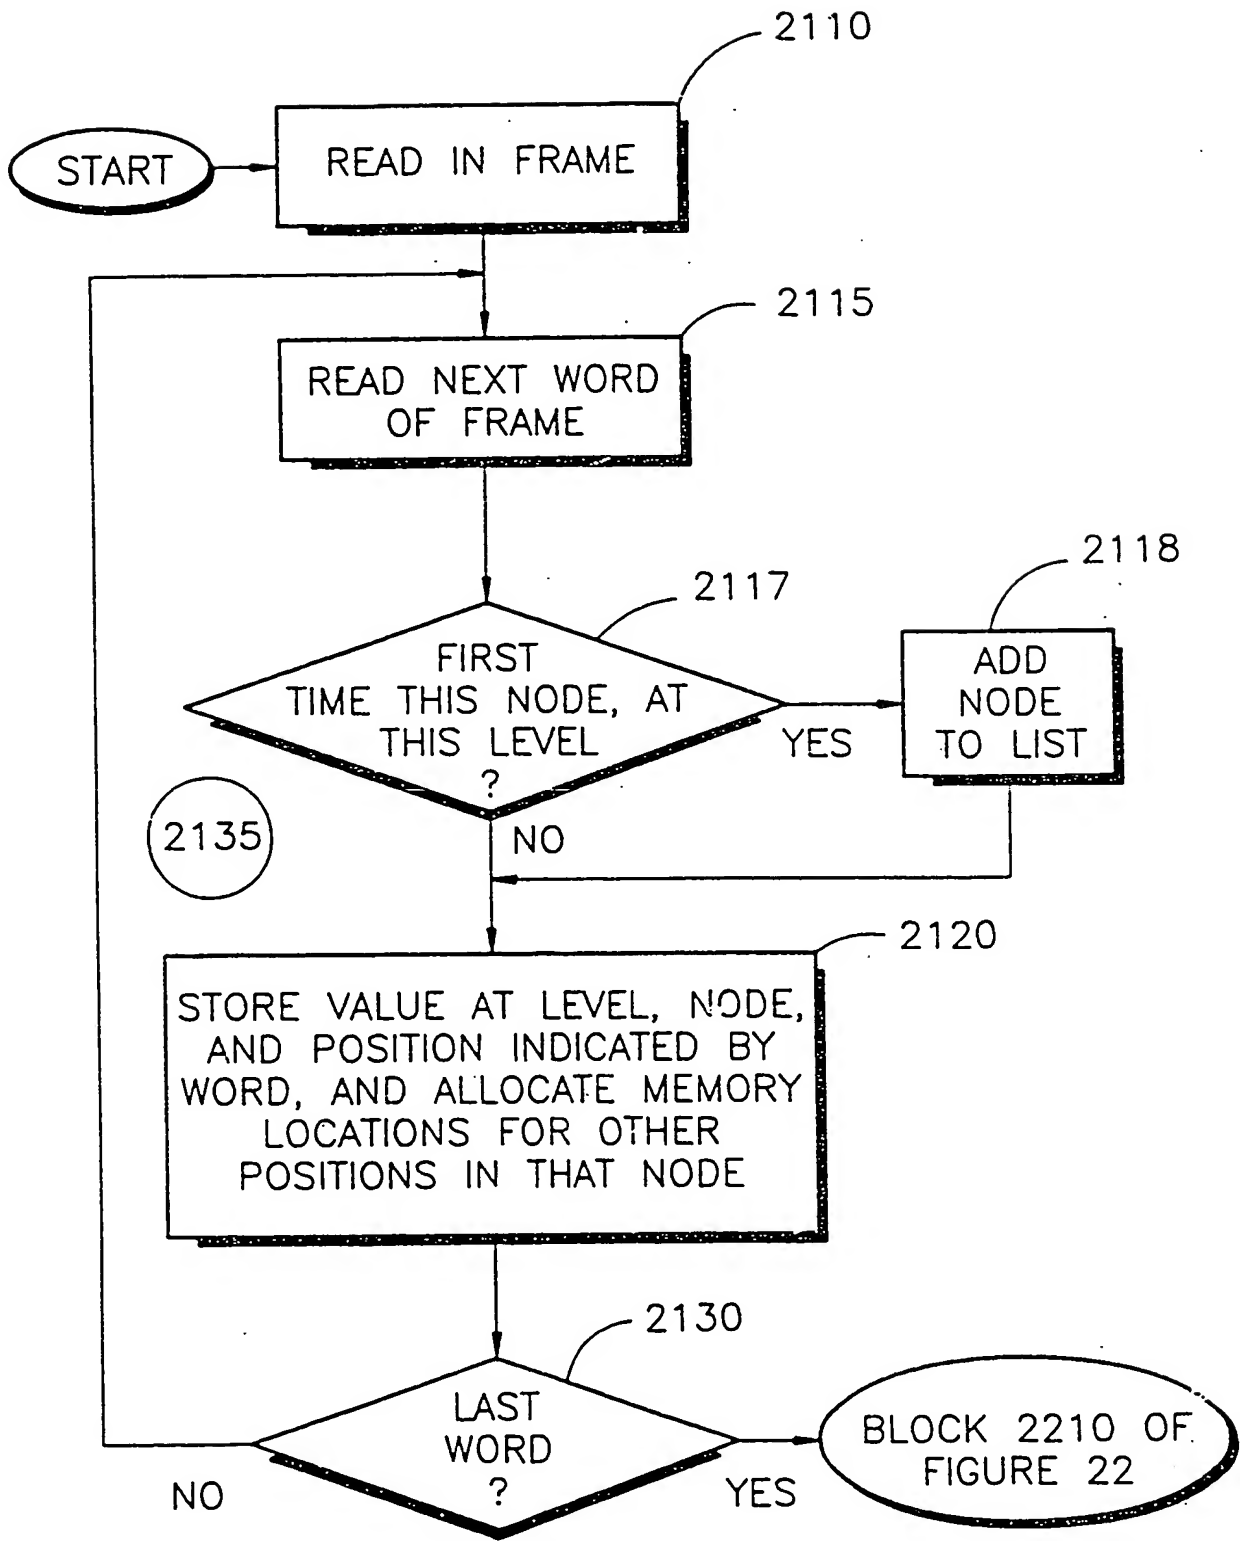 2110
START
READ IN FRAME
2115
READ NEXT WORD
OF FRAME
2117
2118
FIRST
TIME THIS NODE, AT
THIS LEVEL
?
YES
ADD
NODE
TO LIST
2135
NO
2120
STORE VALUE AT LEVEL, NODE,
AND POSITION INDICATED BY
WORD, AND ALLOCATE MEMORY
LOCATIONS FOR OTHER
POSITIONS IN THAT NODE
2130
LAST
WORD
?
NO
YES
BLOCK 2210 OF
FIGURE 22